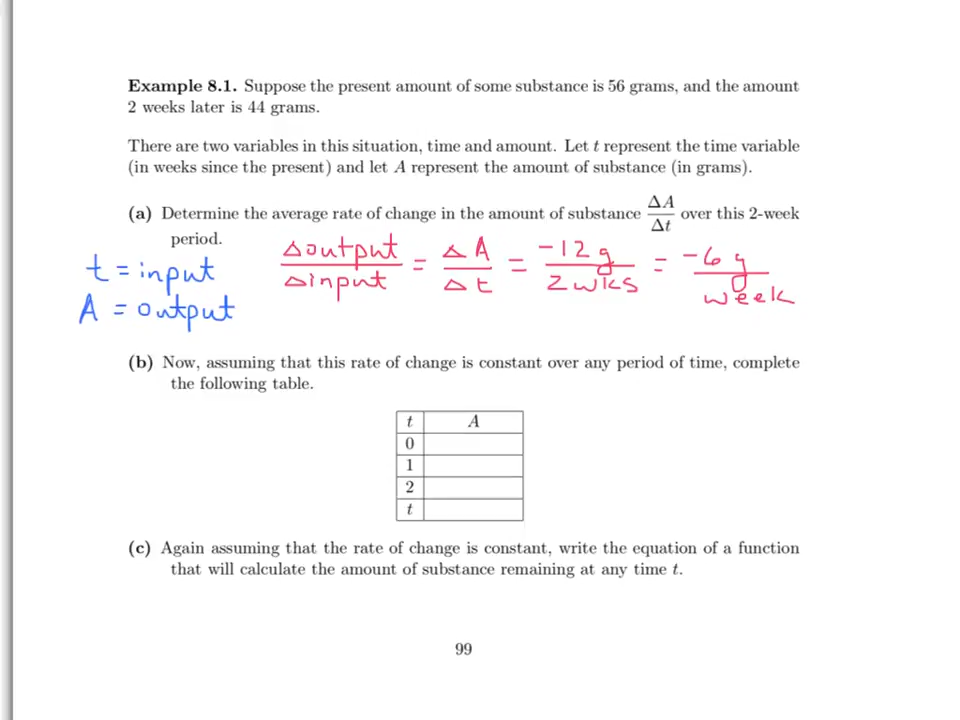 Example 8.1. Suppose the present amount of some substance is 56 grams, and the amount
2 weeks later is 44 grams.
There are two variables in this situation, time and amount. Let t represent the time variable
(in weeks since the present) and let A represent the amount of substance (in grams).
(a) Determine the average rate of change in the amount of substance ΔA/Δt over this 2-week
period.
Δoutput/Δinput = ΔA/Δt = -12 g/2 wks = -6 g/week
t = input
A = output
(b) Now, assuming that this rate of change is constant over any period of time, complete
the following table.
t A
0
1
2
t
(c) Again assuming that the rate of change is constant, write the equation of a function
that will calculate the amount of substance remaining at any time t.
99